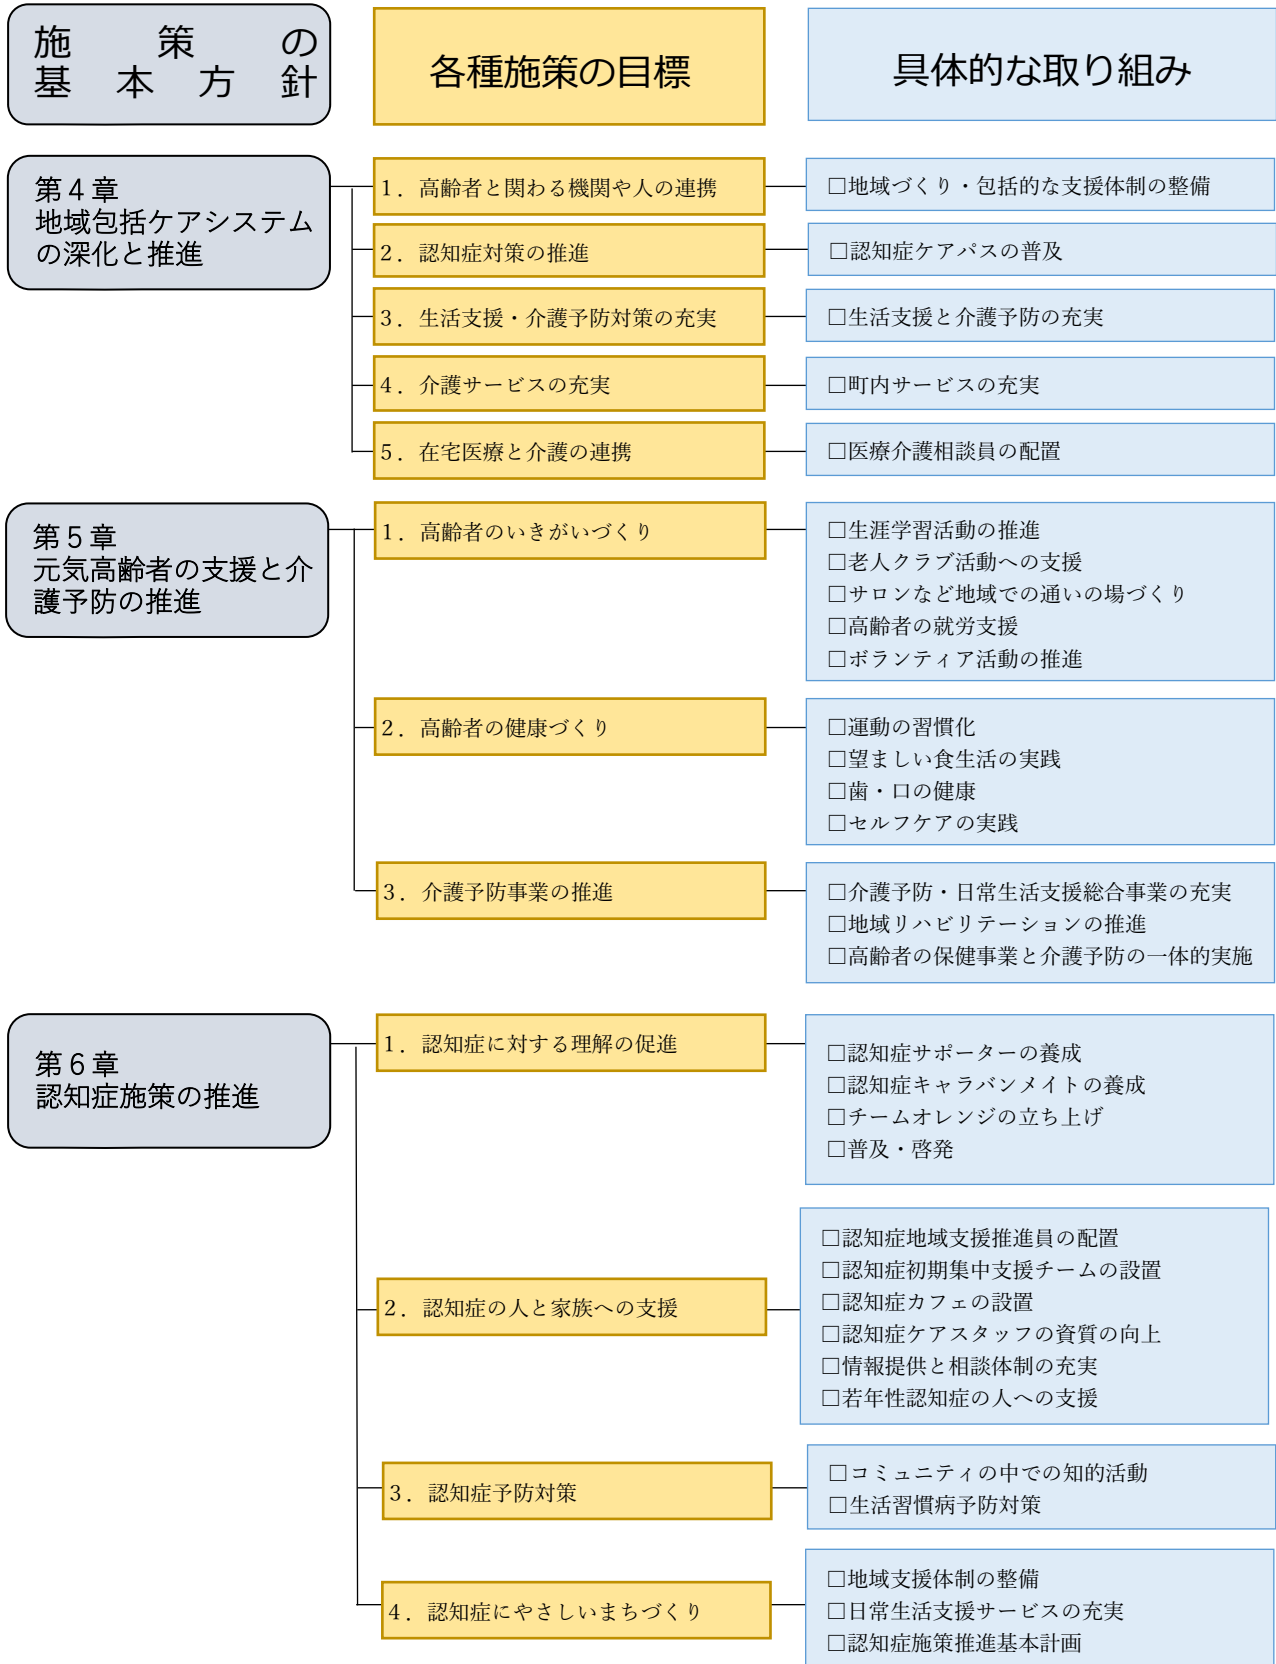 施策の
基本方針
各種施策の目標
具体的な取り組み
第４章
地域包括ケアシステム
の深化と推進
１．高齢者と関わる機関や人の連携
□地域づくり・包括的な支援体制の整備
２．認知症対策の推進
□認知症ケアパスの普及
３．生活支援・介護予防対策の充実
□生活支援と介護予防の充実
４．介護サービスの充実
□町内サービスの充実
５．在宅医療と介護の連携
□医療介護相談員の配置
第５章
元気高齢者の支援と介
護予防の推進
１．高齢者のいきがいづくり
□生涯学習活動の推進
□老人クラブ活動への支援
□サロンなど地域での通いの場づくり
□高齢者の就労支援
□ボランティア活動の推進
２．高齢者の健康づくり
□運動の習慣化
□望ましい食生活の実践
□歯・口の健康
□セルフケアの実践
３．介護予防事業の推進
□介護予防・日常生活支援総合事業の充実
□地域リハビリテーションの推進
□高齢者の保健事業と介護予防の一体的実施
第６章
認知症施策の推進
１．認知症に対する理解の促進
□認知症サポーターの養成
□認知症キャラバンメイトの養成
□チームオレンジの立ち上げ
□普及・啓発
２．認知症の人と家族への支援
□認知症地域支援推進員の配置
□認知症初期集中支援チームの設置
□認知症カフェの設置
□認知症ケアスタッフの資質の向上
□情報提供と相談体制の充実
□若年性認知症の人への支援
３．認知症予防対策
□コミュニティの中での知的活動
□生活習慣病予防対策
４．認知症にやさしいまちづくり
□地域支援体制の整備
□日常生活支援サービスの充実
□認知症施策推進基本計画